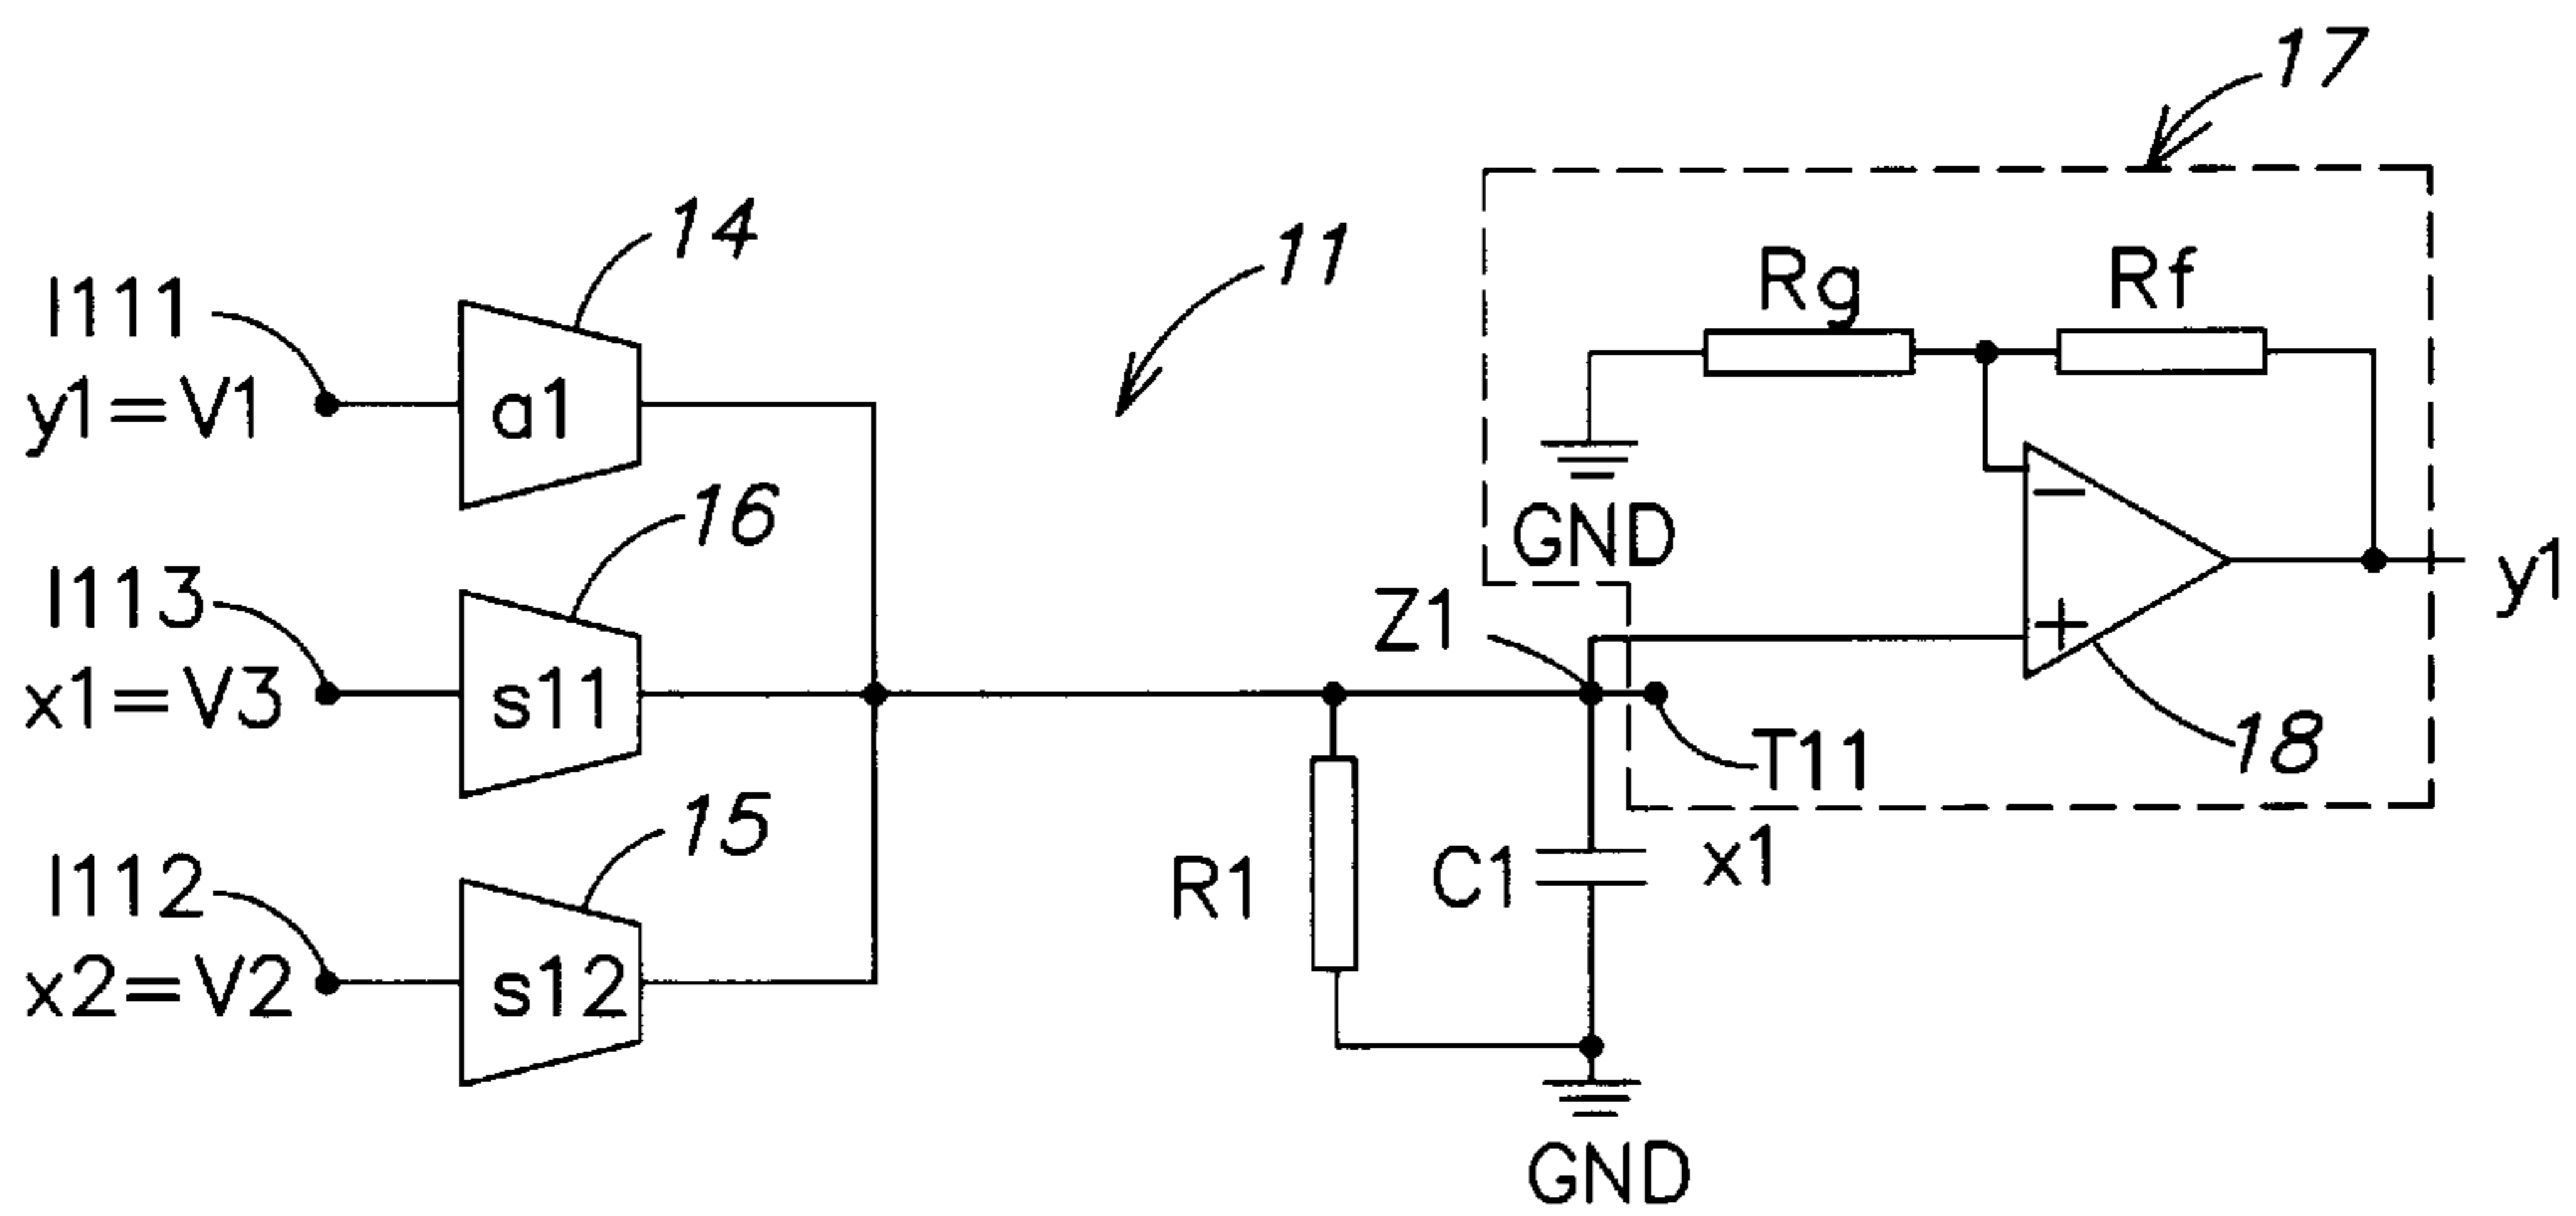 17
14
11
I111
Rg
Rf
y1=V1
a1
16
GND
I113
Z1
y1
x1=V3
s11
T11
18
15
I112
R1
C1
x1
x2=V2
s12
GND